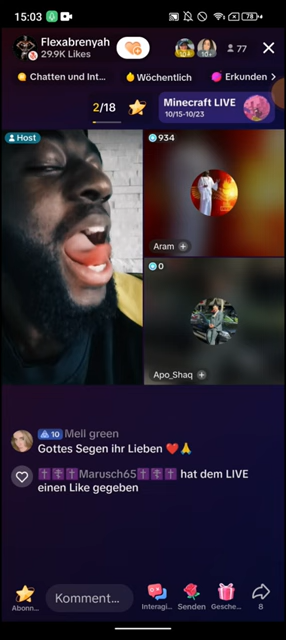 15:03
78
Flexabrenyah
29.9K Likes
77
Chatten und Int...
Wöchentlich
Erkunden
2/18
Minecraft LIVE
10/15-10/23
Host
934
Aram
0
Apo_Shaq
10 Mell green
Gottes Segen ihr Lieben ❤️🙏
Marusch65 hat dem LIVE
einen Like gegeben
Abonn...
Komment...
Interagi...
Senden
Gesche...
8